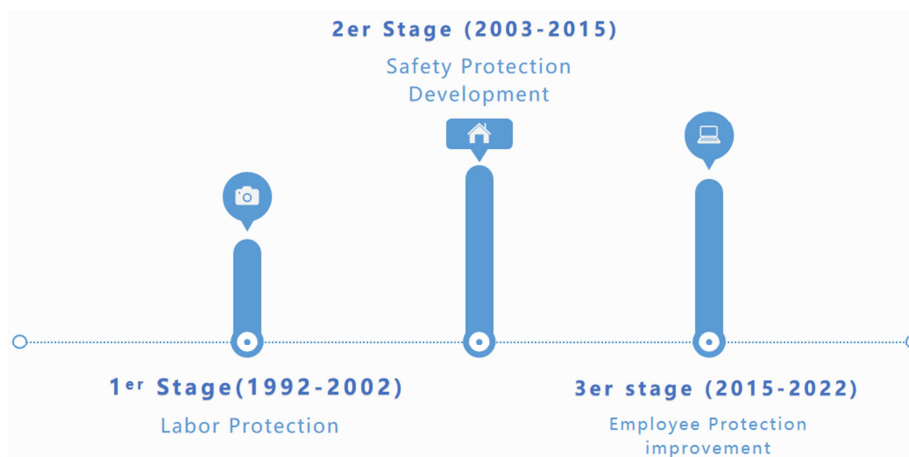 2er Stage (2003-2015)
Safety Protection
Development
1er Stage(1992-2002)
Labor Protection
3er stage (2015-2022)
Employee Protection
improvement